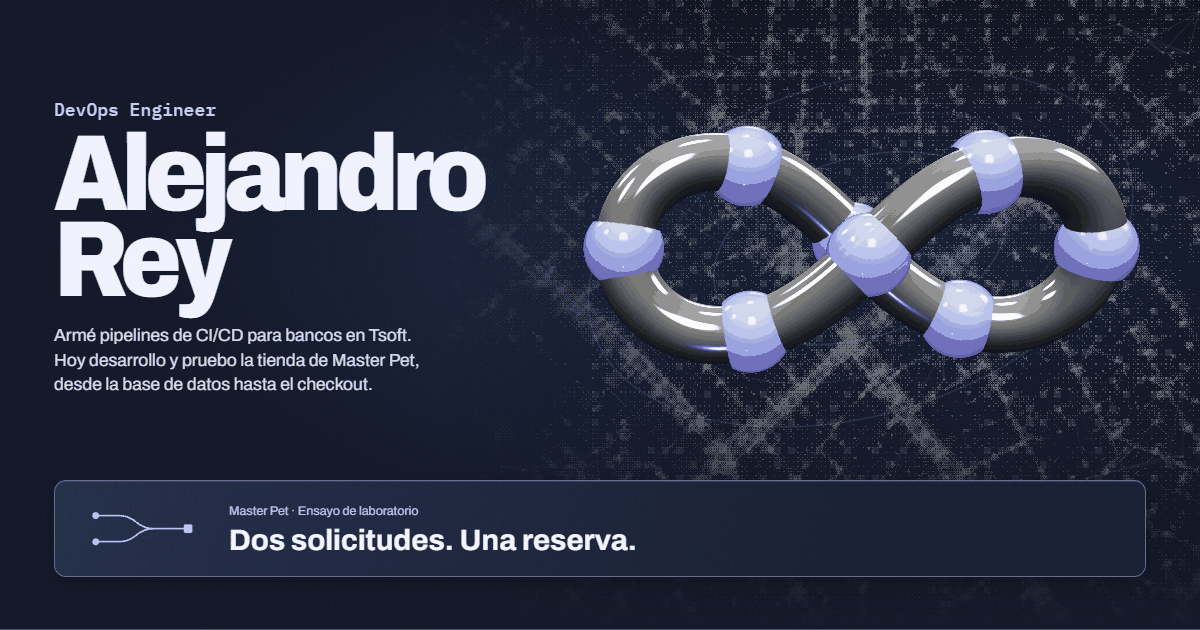 DevOps Engineer
Alejandro
Rey
Armé pipelines de CI/CD para bancos en Tsoft.
Hoy desarrollo y pruebo la tienda de Master Pet,
desde la base de datos hasta el checkout.
Master Pet · Ensayo de laboratorio
Dos solicitudes. Una reserva.